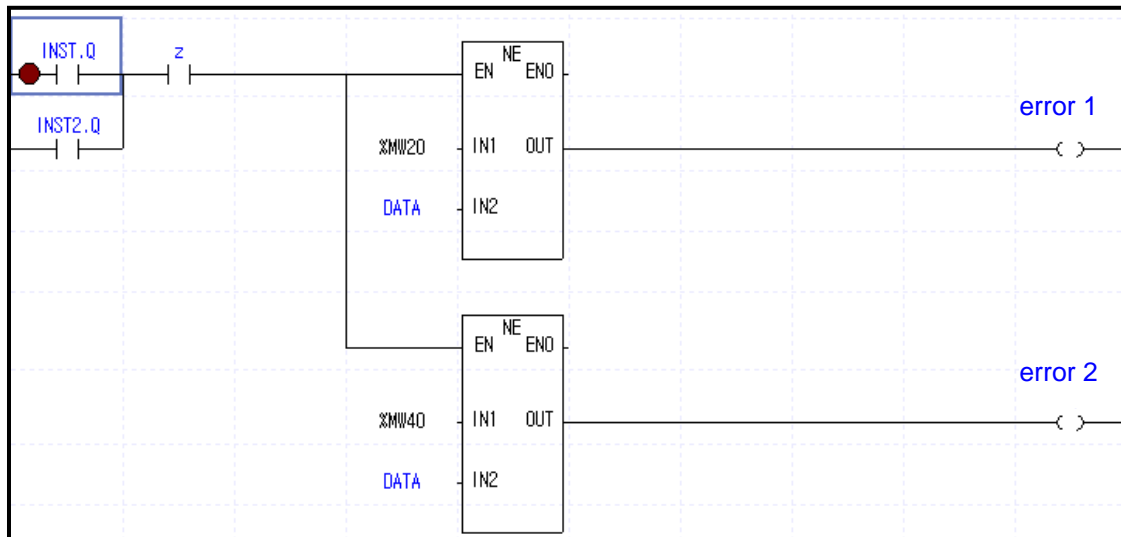 INST.Q
z
NE
EN ENO
error 1
INST2.Q
%MW20 IN1 OUT
DATA IN2
NE
EN ENO
error 2
%MW40 IN1 OUT
DATA IN2